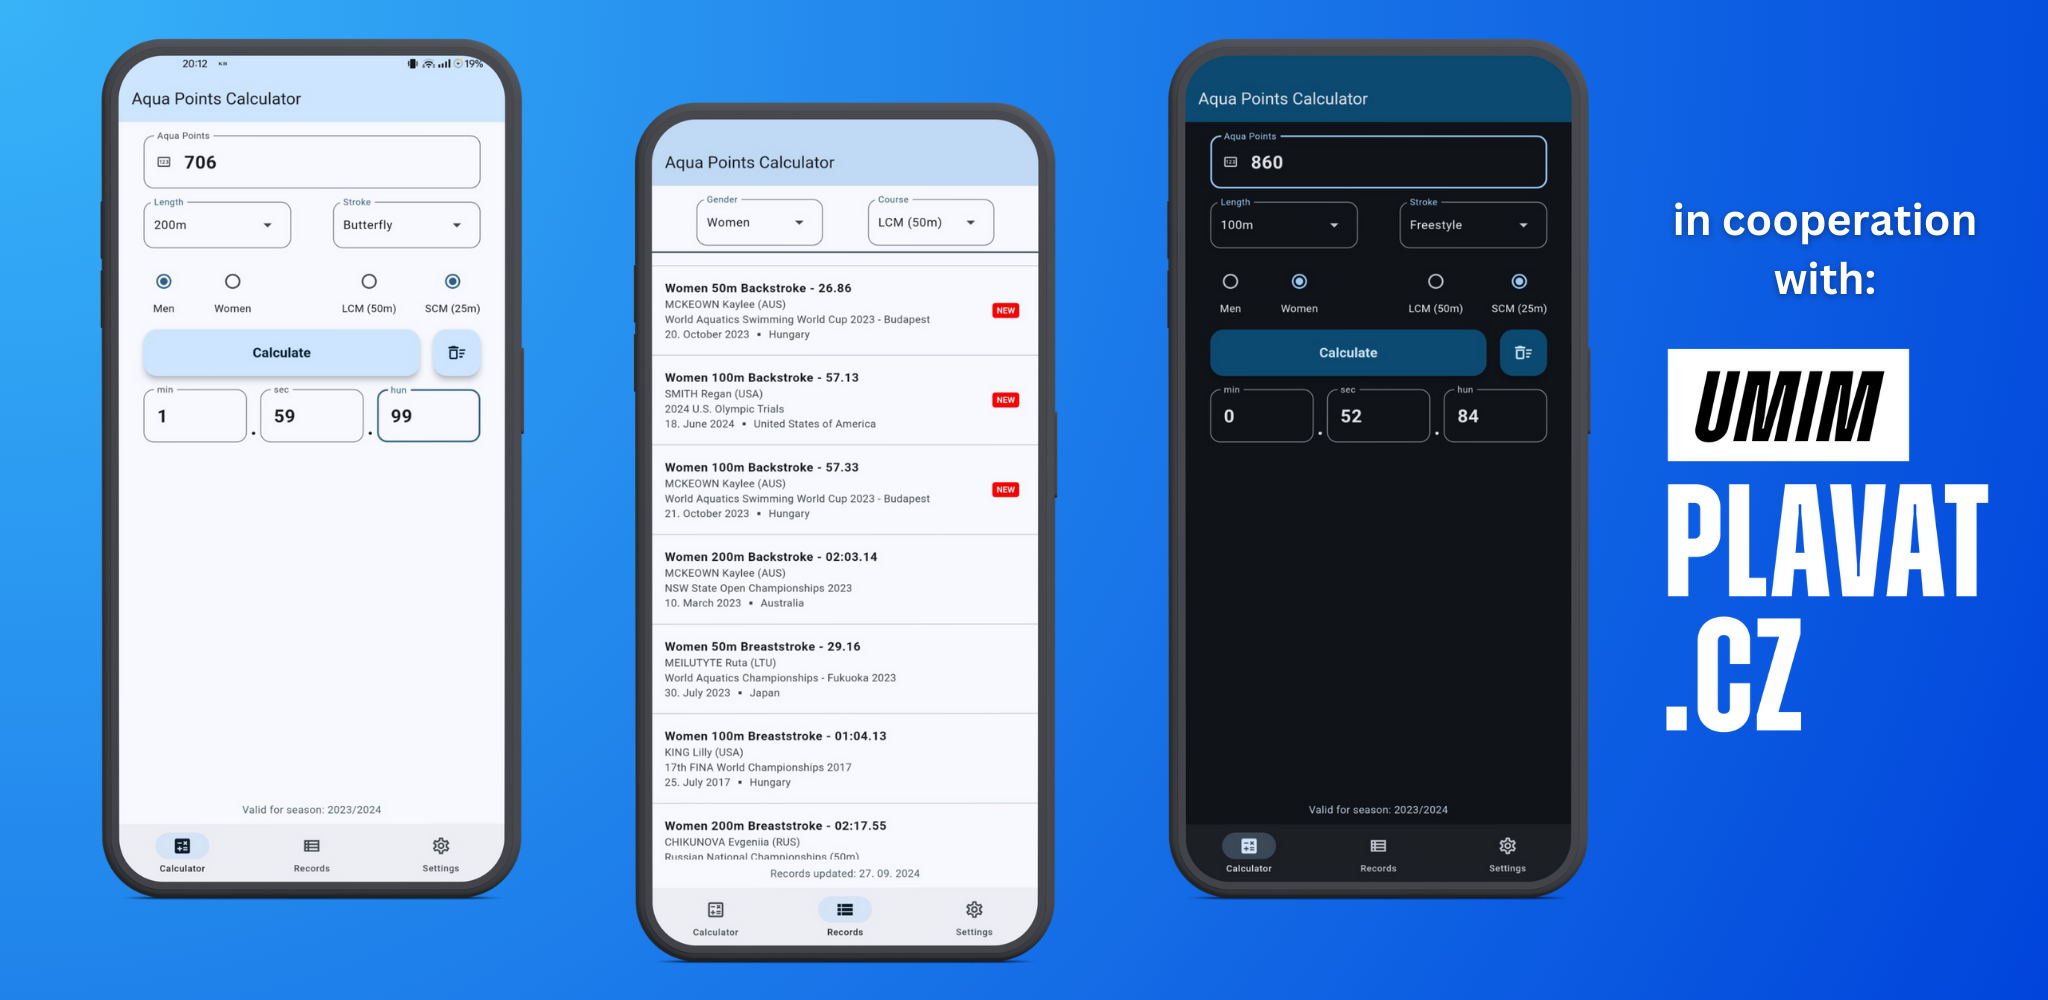 20:12
19%
Aqua Points Calculator
Aqua Points
706
Length
200m
Stroke
Butterfly
Men
Women
LCM (50m)
SCM (25m)
Calculate
min
1
.
sec
59
.
hun
99
Valid for season: 2023/2024
Calculator
Records
Settings
Aqua Points Calculator
Gender
Women
Course
LCM (50m)
Women 50m Backstroke - 26.86
MCKEOWN Kaylee (AUS)
World Aquatics Swimming World Cup 2023 - Budapest
20. October 2023 • Hungary
NEW
Women 100m Backstroke - 57.13
SMITH Regan (USA)
2024 U.S. Olympic Trials
18. June 2024 • United States of America
NEW
Women 100m Backstroke - 57.33
MCKEOWN Kaylee (AUS)
World Aquatics Swimming World Cup 2023 - Budapest
21. October 2023 • Hungary
NEW
Women 200m Backstroke - 02:03.14
MCKEOWN Kaylee (AUS)
NSW State Open Championships 2023
10. March 2023 • Australia
Women 50m Breaststroke - 29.16
MEILUTYTE Ruta (LTU)
World Aquatics Championships - Fukuoka 2023
30. July 2023 • Japan
Women 100m Breaststroke - 01:04.13
KING Lilly (USA)
17th FINA World Championships 2017
25. July 2017 • Hungary
Women 200m Breaststroke - 02:17.55
CHIKUNOVA Evgeniia (RUS)
Russian National Championships (50m)
Records updated: 27. 09. 2024
Calculator
Records
Settings
Aqua Points Calculator
Aqua Points
860
Length
100m
Stroke
Freestyle
Men
Women
LCM (50m)
SCM (25m)
Calculate
min
0
.
sec
52
.
hun
84
Valid for season: 2023/2024
Calculator
Records
Settings
in cooperation
with:
UMIM
PLAVAT
.CZ